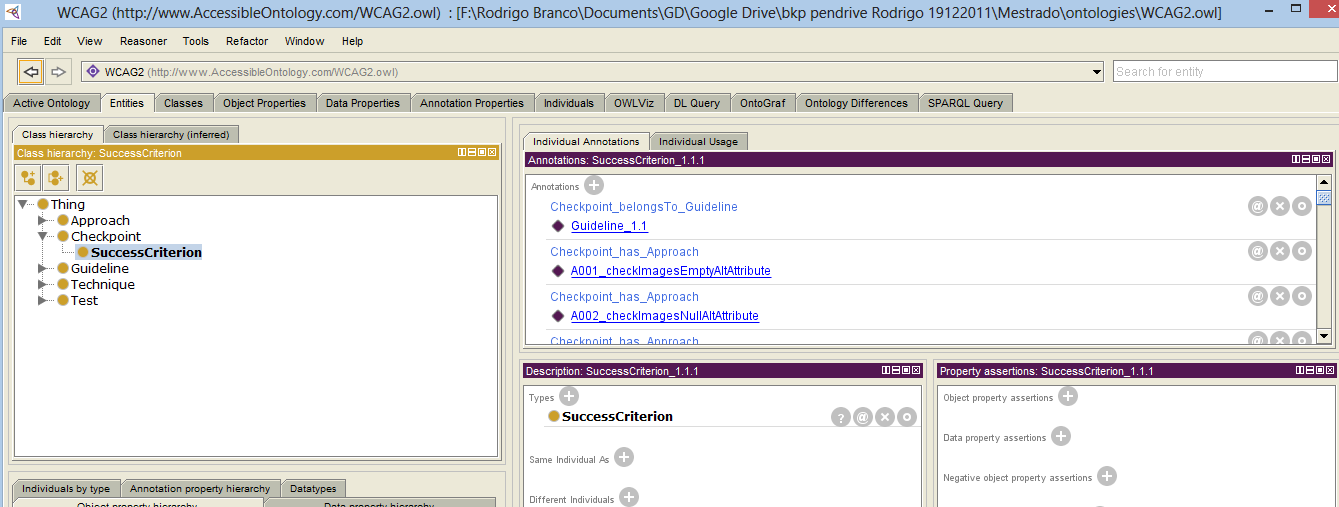 WCAG2 (http://www.AccessibleOntology.com/WCAG2.owl) : [F:\Rodrigo Branco\Documents\GD\Google Drive\bkp pendrive Rodrigo 19122011\Mestrado\ontologies\WCAG2.owl]
File Edit View Reasoner Tools Refactor Window Help
WCAG2 (http://www.AccessibleOntology.com/WCAG2.owl)
Search for entity
Active Ontology Entities Classes Object Properties Data Properties Annotation Properties Individuals OWLViz DL Query OntoGraf Ontology Differences SPARQL Query
Class hierarchy Class hierarchy (inferred)
Class hierarchy: SuccessCriterion
Thing
Approach
Checkpoint
SuccessCriterion
Guideline
Technique
Test
Individuals by type Annotation property hierarchy Datatypes
Object property hierarchy Data property hierarchy
Individual Annotations Individual Usage
Annotations: SuccessCriterion_1.1.1
Annotations
Checkpoint_belongsTo_Guideline
Guideline_1.1
Checkpoint_has_Approach
A001_checkImagesEmptyAltAttribute
Checkpoint_has_Approach
A002_checkImagesNullAltAttribute
Checkpoint_has_Approach
Description: SuccessCriterion_1.1.1
Types
SuccessCriterion
Same Individual As
Different Individuals
Property assertions: SuccessCriterion_1.1.1
Object property assertions
Data property assertions
Negative object property assertions